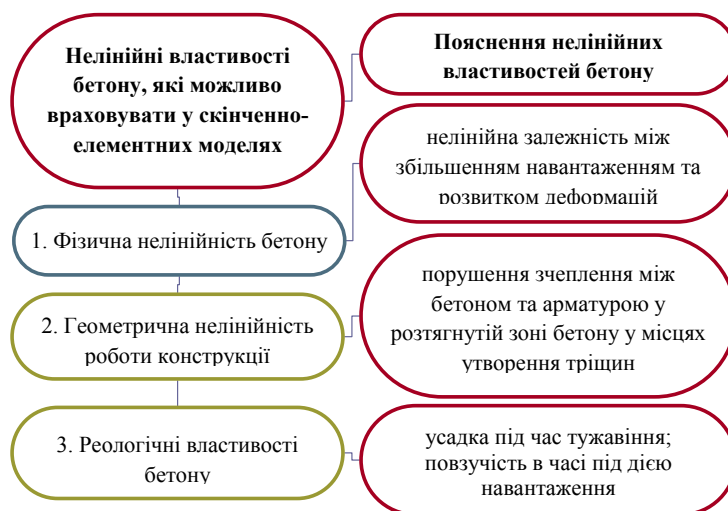 Нелінійні властивості
бетону, які можливо
враховувати у скінченно-
елементних моделях
Пояснення нелінійних
властивостей бетону
нелінійна залежність між
збільшенням навантаженням та
розвитком деформацій
1. Фізична нелінійність бетону
2. Геометрична нелінійність
роботи конструкції
порушення зчеплення між
бетоном та арматурою у
розтягнутій зоні бетону у місцях
утворення тріщин
3. Реологічні властивості
бетону
усадка під час тужавіння;
повзучість в часі під дією
навантаження